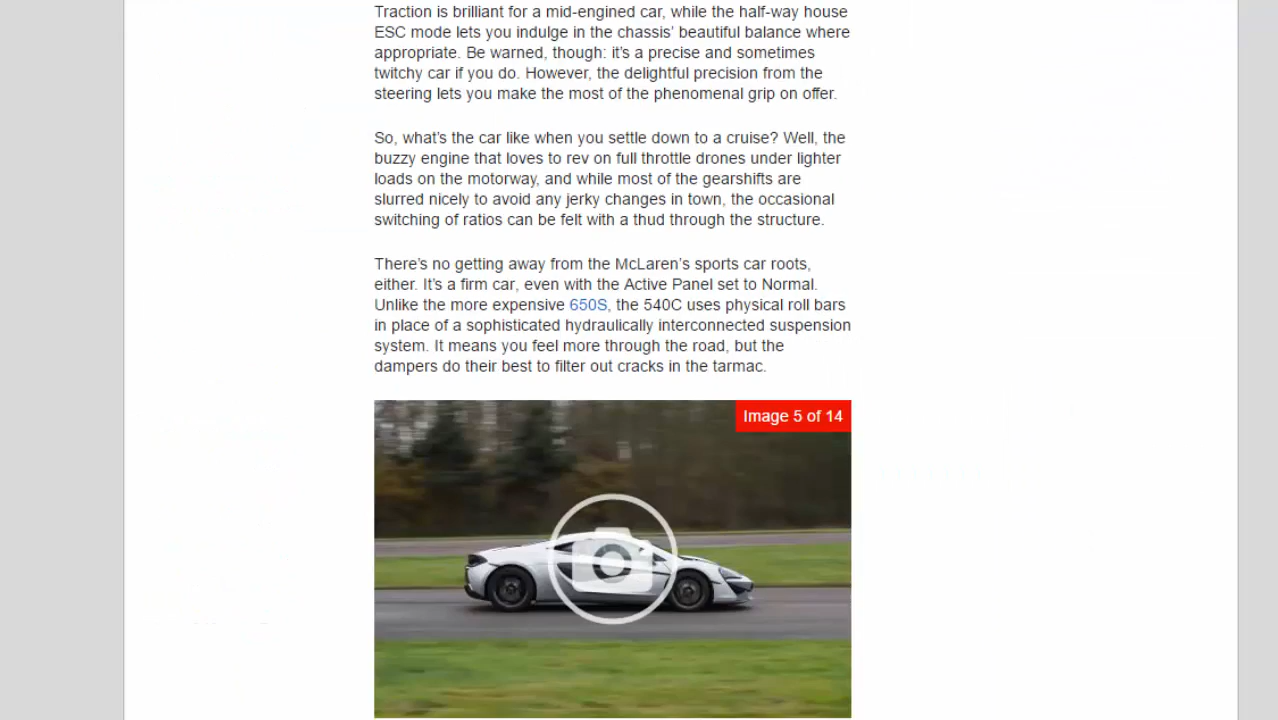 Traction is brilliant for a mid-engined car, while the half-way house
ESC mode lets you indulge in the chassis’ beautiful balance where
appropriate. Be warned, though: it’s a precise and sometimes
twitchy car if you do. However, the delightful precision from the
steering lets you make the most of the phenomenal grip on offer.
So, what’s the car like when you settle down to a cruise? Well, the
buzzy engine that loves to rev on full throttle drones under lighter
loads on the motorway, and while most of the gearshifts are
slurred nicely to avoid any jerky changes in town, the occasional
switching of ratios can be felt with a thud through the structure.
There’s no getting away from the McLaren’s sports car roots,
either. It’s a firm car, even with the Active Panel set to Normal.
Unlike the more expensive 650S, the 540C uses physical roll bars
in place of a sophisticated hydraulically interconnected suspension
system. It means you feel more through the road, but the
dampers do their best to filter out cracks in the tarmac.
Image 5 of 14